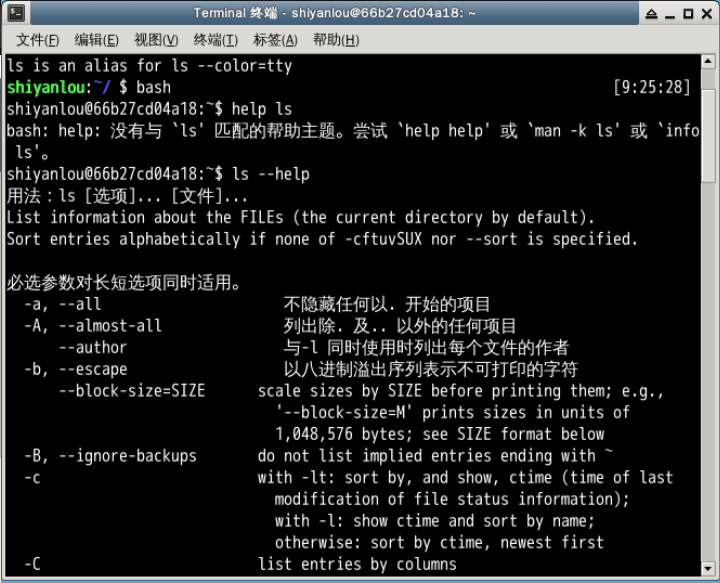 Terminal 终端 - shiyanlou@66b27cd04a18: ~
文件(F) 编辑(E) 视图(V) 终端(T) 标签(A) 帮助(H)
ls is an alias for ls --color=tty
shiyanlou:~/ $ bash [9:25:28]
shiyanlou@66b27cd04a18:~$ help ls
bash: help: 没有与 `ls' 匹配的帮助主题。尝试 `help help' 或 `man -k ls' 或 `info
ls'。
shiyanlou@66b27cd04a18:~$ ls --help
用法：ls [选项]... [文件]...
List information about the FILEs (the current directory by default).
Sort entries alphabetically if none of -cftuvSUX nor --sort is specified.
必选参数对长短选项同时适用。
-a, --all 不隐藏任何以. 开始的项目
-A, --almost-all 列出除. 及.. 以外的任何项目
--author 与-l 同时使用时列出每个文件的作者
-b, --escape 以八进制溢出序列表示不可打印的字符
--block-size=SIZE scale sizes by SIZE before printing them; e.g.,
'--block-size=M' prints sizes in units of
1,048,576 bytes; see SIZE format below
-B, --ignore-backups do not list implied entries ending with ~
-c with -lt: sort by, and show, ctime (time of last
modification of file status information);
with -l: show ctime and sort by name;
otherwise: sort by ctime, newest first
-C list entries by columns